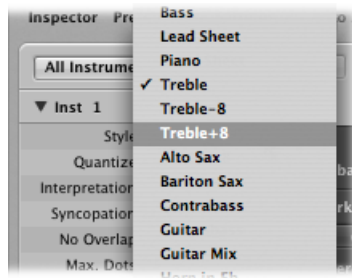 Inspector
Bass
Lead Sheet
Piano
All Instrume
✓ Treble
▼ Inst 1
Treble-8
Style
Treble+8
Quantize
Alto Sax
Interpretation
Bariton Sax
Syncopation
Contrabass
No Overlap
Guitar
Max. Dots
Guitar Mix